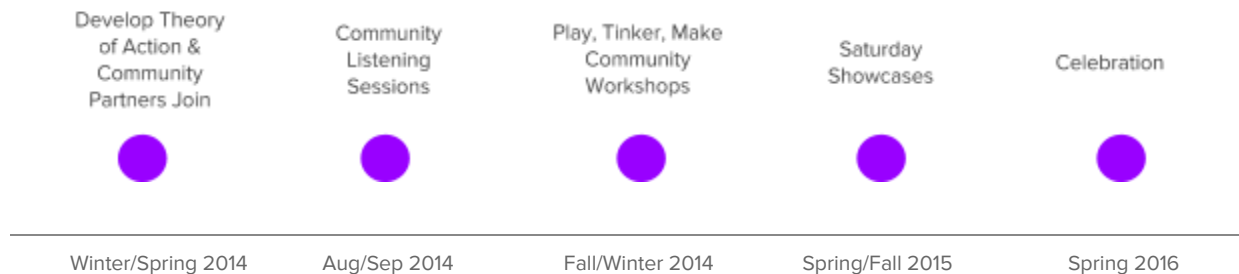 Develop Theory
of Action &
Community
Partners Join
Community
Listening
Sessions
Play, Tinker, Make
Community
Workshops
Saturday
Showcases
Celebration
Winter/Spring 2014
Aug/Sep 2014
Fall/Winter 2014
Spring/Fall 2015
Spring 2016